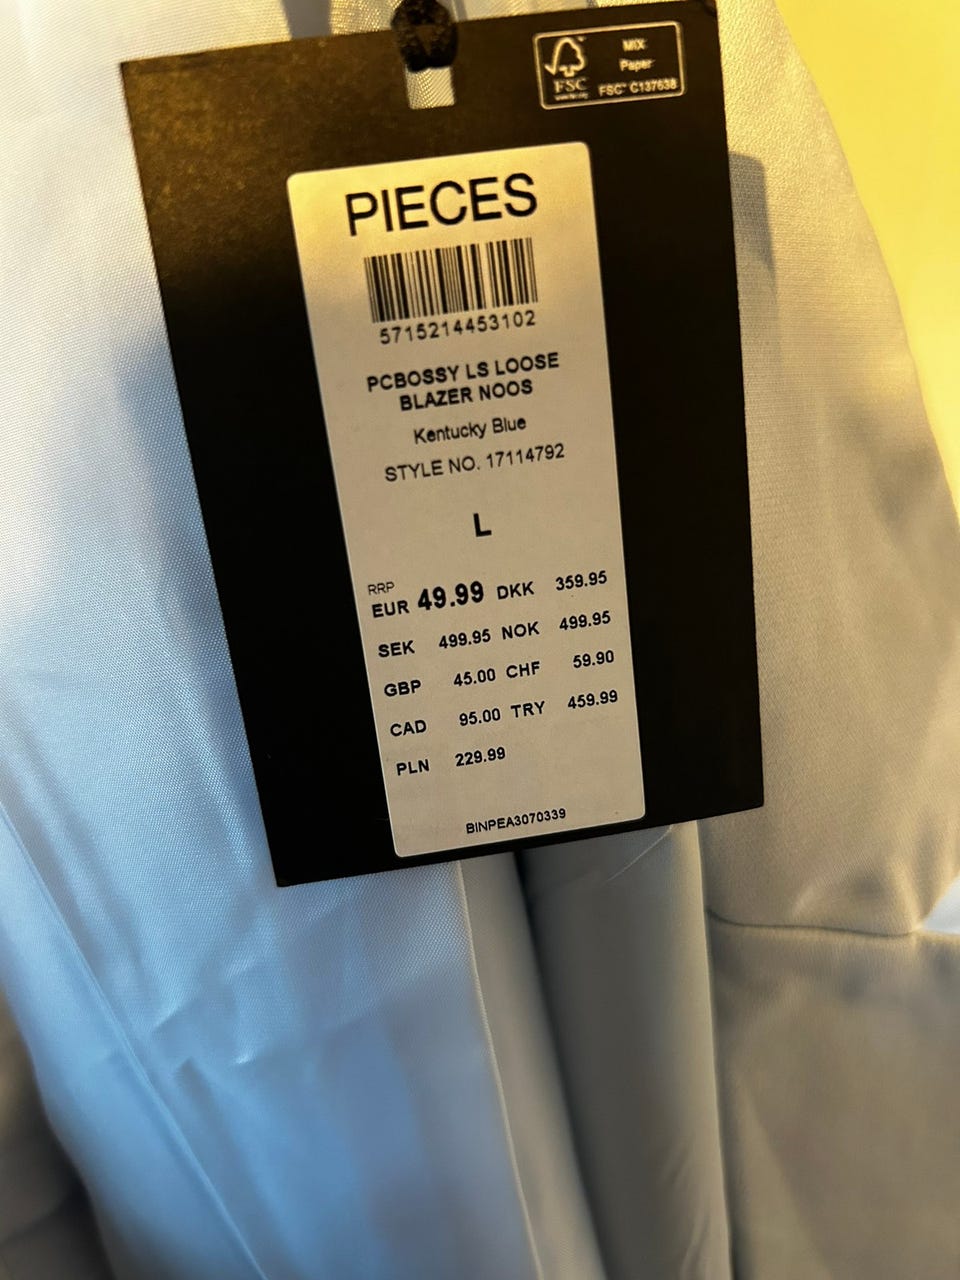 MIX
Paper
FSC
FSC™ C137638
PIECES
5715214453102
PCBOSSY LS LOOSE
BLAZER NOOS
Kentucky Blue
STYLE NO. 17114792
L
RRP
EUR 49.99 DKK 359.95
SEK 499.95 NOK 499.95
GBP 45.00 CHF 59.90
CAD 95.00 TRY 459.99
PLN 229.99
BINPEA3070339